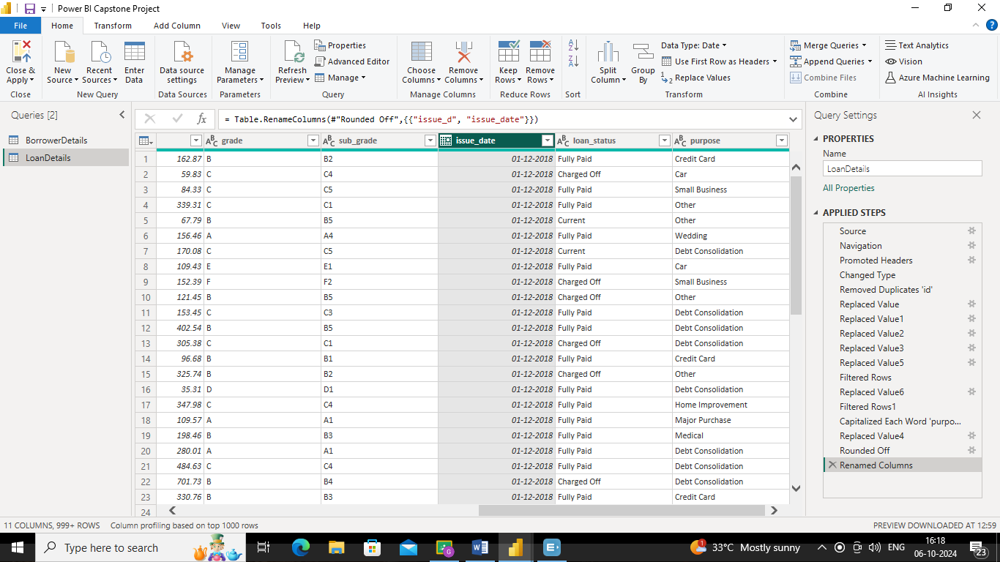 Power BI Capstone Project
File Home Transform Add Column View Tools Help
Close & Apply New Source Recent Sources Enter Data Data source settings Manage Parameters Refresh Preview Properties Advanced Editor Manage Choose Columns Remove Columns Keep Rows Remove Rows Split Column Group By Data Type: Date Use First Row as Headers Replace Values Merge Queries Append Queries Combine Files Text Analytics Vision Azure Machine Learning
Close New Query Data Sources Parameters Query Manage Columns Reduce Rows Sort Transform Combine AI Insights
Queries [2]
BorrowerDetails
LoanDetails
= Table.RenameColumns(#"Rounded Off",{{"issue_d", "issue_date"}})
grade sub_grade issue_date loan_status purpose
1 162.87 B B2 01-12-2018 Fully Paid Credit Card
2 59.83 C C4 01-12-2018 Charged Off Car
3 84.33 C C5 01-12-2018 Fully Paid Small Business
4 339.31 C C1 01-12-2018 Fully Paid Other
5 67.79 B B5 01-12-2018 Current Other
6 156.46 A A4 01-12-2018 Fully Paid Wedding
7 170.08 C C5 01-12-2018 Current Debt Consolidation
8 109.43 E E1 01-12-2018 Fully Paid Car
9 152.39 F F2 01-12-2018 Charged Off Small Business
10 121.45 B B5 01-12-2018 Charged Off Other
11 153.45 C C3 01-12-2018 Fully Paid Debt Consolidation
12 402.54 B B5 01-12-2018 Fully Paid Debt Consolidation
13 305.38 C C1 01-12-2018 Charged Off Debt Consolidation
14 96.68 B B1 01-12-2018 Fully Paid Credit Card
15 325.74 B B2 01-12-2018 Charged Off Other
16 35.31 D D1 01-12-2018 Fully Paid Debt Consolidation
17 347.98 C C4 01-12-2018 Fully Paid Home Improvement
18 109.57 A A1 01-12-2018 Fully Paid Major Purchase
19 198.46 B B3 01-12-2018 Fully Paid Medical
20 280.01 A A1 01-12-2018 Fully Paid Debt Consolidation
21 484.63 C C4 01-12-2018 Fully Paid Debt Consolidation
22 701.73 B B4 01-12-2018 Charged Off Debt Consolidation
23 330.76 B B3 01-12-2018 Fully Paid Credit Card
24
Query Settings
PROPERTIES
Name
LoanDetails
All Properties
APPLIED STEPS
Source
Navigation
Promoted Headers
Changed Type
Removed Duplicates 'id'
Replaced Value
Replaced Value1
Replaced Value2
Replaced Value3
Replaced Value5
Filtered Rows
Replaced Value6
Filtered Rows1
Capitalized Each Word 'purpo...
Replaced Value4
Rounded Off
Renamed Columns
11 COLUMNS, 999+ ROWS Column profiling based on top 1000 rows PREVIEW DOWNLOADED AT 12:59
Type here to search 33°C Mostly sunny ENG 16:18
06-10-2024 23